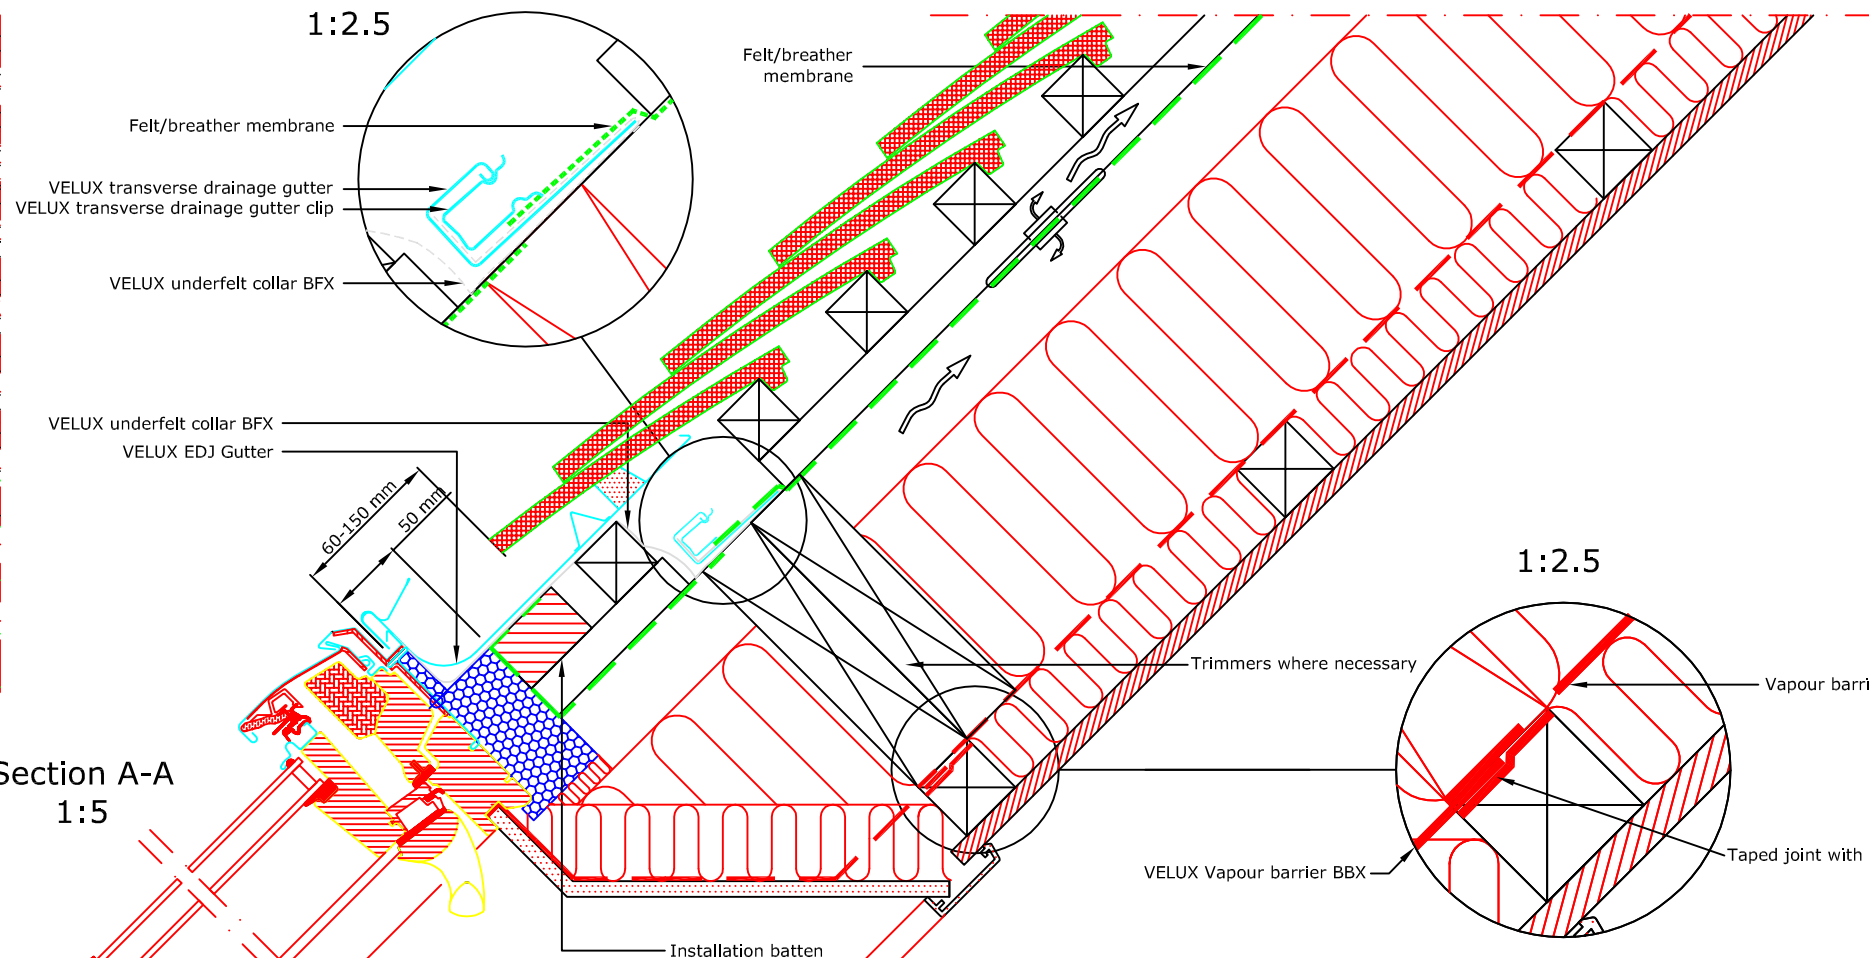 1:2.5
Felt/breather
membrane
Felt/breather membrane
VELUX transverse drainage gutter
VELUX transverse drainage gutter clip
VELUX underfelt collar BFX
VELUX underfelt collar BFX
VELUX EDJ Gutter
60-150 mm
50 mm
1:2.5
Trimmers where necessary
Vapour barri
Section A-A
1:5
Taped joint with
VELUX Vapour barrier BBX
Installation batten